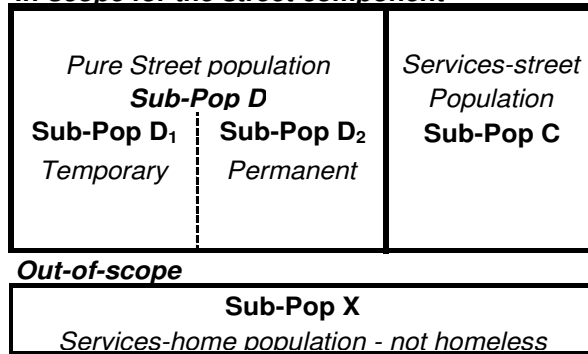 In-scope for the street component
Pure Street population
Sub-Pop D
Sub-Pop D₁
Temporary
Sub-Pop D₂
Permanent
Services-street
Population
Sub-Pop C
Out-of-scope
Sub-Pop X
Services-home population - not homeless